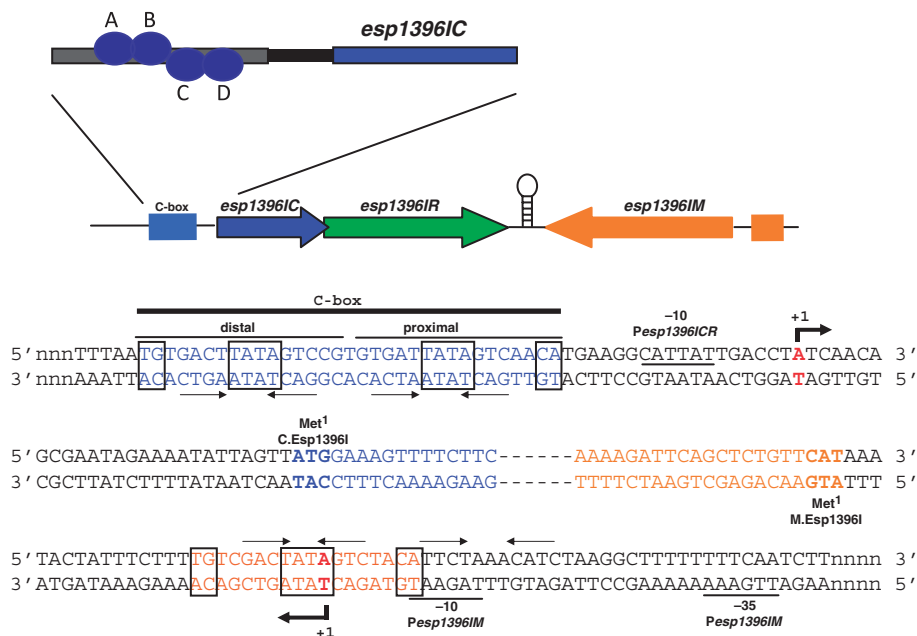 A B
esp1396IC
C D
C-box
esp1396IC
esp1396IR
esp1396IM
C-box
distal
proximal
−10
Pesp1396ICR
+1
5′nnnTTTAATGTGACTTATAGTCCGTGTGATTATAGTCAACATGAAGGCATTATTGACCTATCAACA 3′
3′nnnAAATTACACTGAATATCAGGCACACTAATATCAGTTGTACTTCCGTAATAACTGGATAGTTGT 5′
Met1
C.Esp1396I
5′GCGAATAGAAAATATTAGTTATGGAAAGTTTTCTTC------AAAAGATTCAGCTCTGTTCATAAA 3′
3′CGCTTATCTTTTATAATCAATACCTTTCAAAAGAAG------TTTTCTAAGTCGAGACAAGTATTT 5′
Met1
M.Esp1396I
5′TACTATTTCTTTTGTCGACTATAGTCTACATTCTAAACATCTAAGGCTTTTTTTTCAATCTTnnnn 3′
3′ATGATAAAGAAAACAGCTGATATCAGATGTAAGATTTGTAGATTCCGAAAAAAAAGTTAGAAnnnn 5′
+1
−10
Pesp1396IM
−35
Pesp1396IM